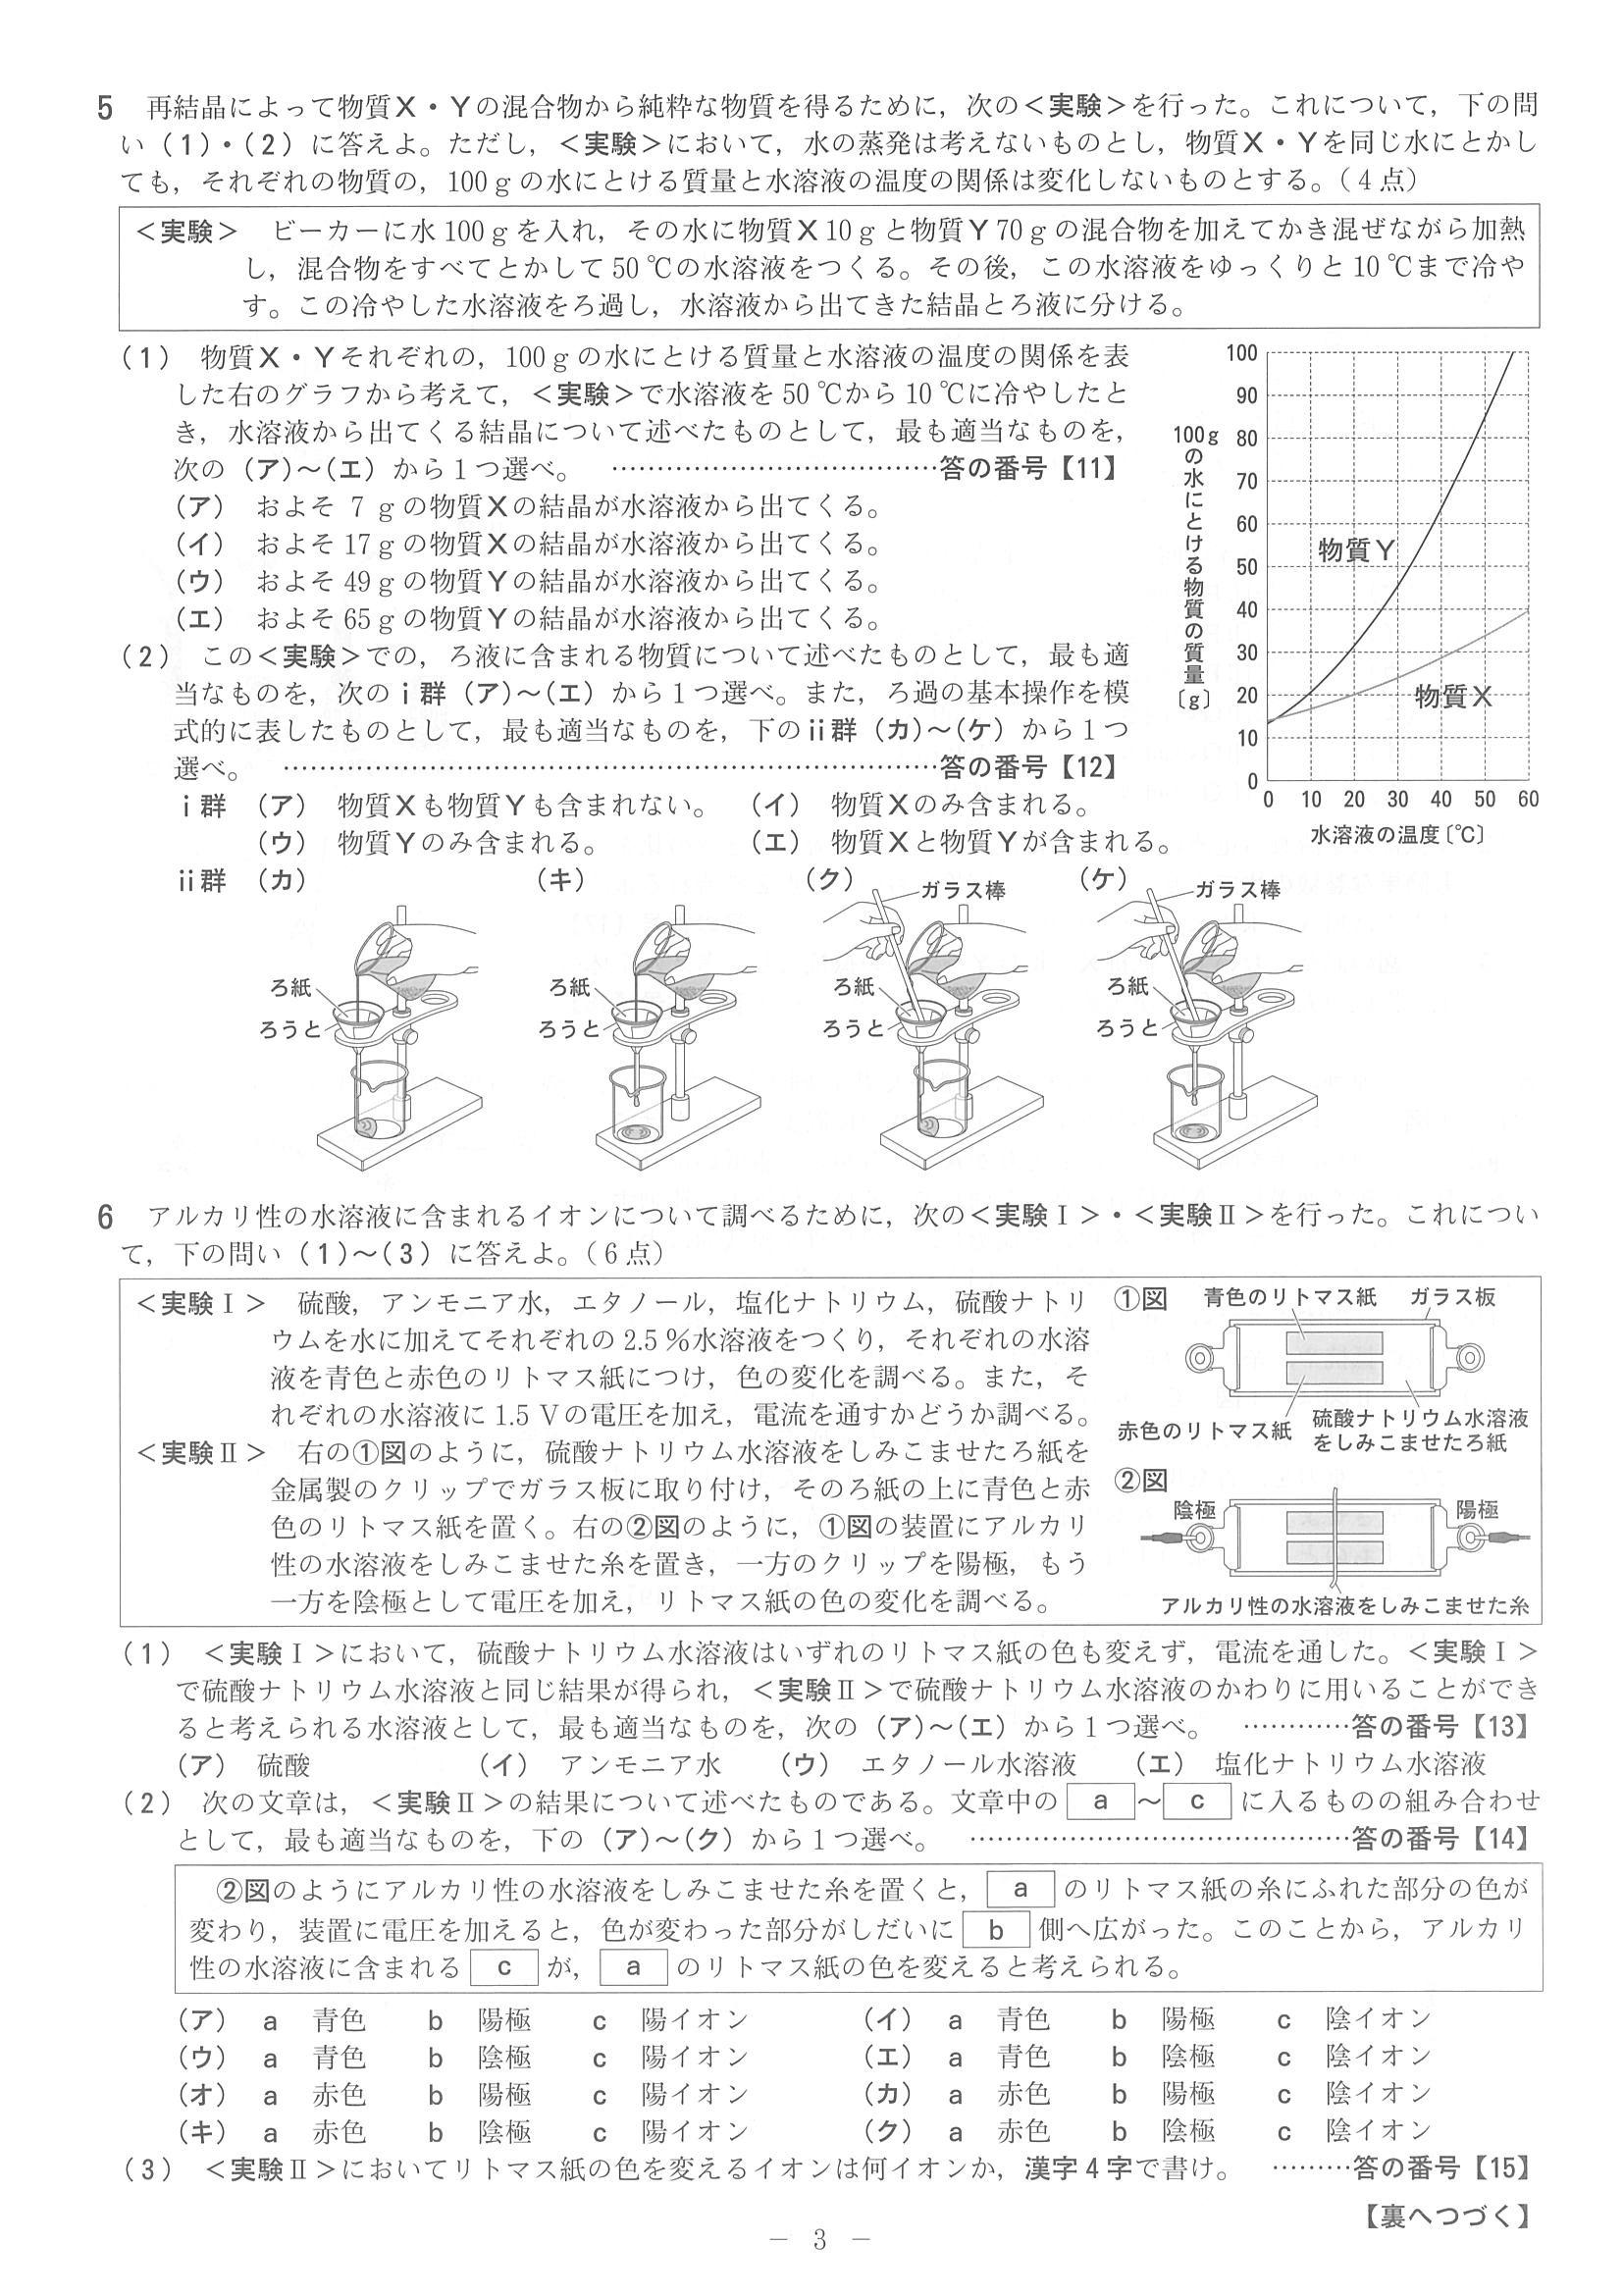 5　再結晶によって物質X・Yの混合物から純粋な物質を得るために，次の＜実験＞を行った。これについて，下の問
い（1）・（2）に答えよ。ただし，＜実験＞において，水の蒸発は考えないものとし，物質X・Yを同じ水にとかし
ても，それぞれの物質の，100 g の水にとける質量と水溶液の温度の関係は変化しないものとする。（4 点）
＜実験＞　ビーカーに水 100 g を入れ，その水に物質X 10 g と物質Y 70 g の混合物を加えてかき混ぜながら加熱
し，混合物をすべてとかして 50 ℃の水溶液をつくる。その後，この水溶液をゆっくりと 10 ℃まで冷や
す。この冷やした水溶液をろ過し，水溶液から出てきた結晶とろ液に分ける。
（1）　物質X・Yそれぞれの，100 g の水にとける質量と水溶液の温度の関係を表
した右のグラフから考えて，＜実験＞で水溶液を 50 ℃から 10 ℃に冷やしたと
き，水溶液から出てくる結晶について述べたものとして，最も適当なものを，
次の（ア）～（エ）から 1 つ選べ。 ……………………………答の番号【11】
（ア）　およそ 7 g の物質Xの結晶が水溶液から出てくる。
（イ）　およそ 17 g の物質Xの結晶が水溶液から出てくる。
（ウ）　およそ 49 g の物質Yの結晶が水溶液から出てくる。
（エ）　およそ 65 g の物質Yの結晶が水溶液から出てくる。
（2）　この＜実験＞での，ろ液に含まれる物質について述べたものとして，最も適
当なものを，次の i 群（ア）～（エ）から 1 つ選べ。また，ろ過の基本操作を模
式的に表したものとして，最も適当なものを，下の ii 群（カ）～（ケ）から 1 つ
選べ。 ……………………………………………………答の番号【12】
i 群　（ア）　物質Xも物質Yも含まれない。　（イ）　物質Xのみ含まれる。
（ウ）　物質Yのみ含まれる。　（エ）　物質Xと物質Yが含まれる。
100gの水にとける物質の質量〔g〕
100
90
80
70
60
50
40
30
20
10
0
物質Y
物質X
0 10 20 30 40 50 60
水溶液の温度〔℃〕
ii 群　（カ）　（キ）　（ク）　（ケ）
ガラス棒　ガラス棒
ろ紙　ろ紙　ろ紙　ろ紙
ろうと　ろうと　ろうと　ろうと
6　アルカリ性の水溶液に含まれるイオンについて調べるために，次の＜実験Ⅰ＞・＜実験Ⅱ＞を行った。これについ
て，下の問い（1）～（3）に答えよ。（6 点）
＜実験Ⅰ＞　硫酸，アンモニア水，エタノール，塩化ナトリウム，硫酸ナトリ
ウムを水に加えてそれぞれの 2.5 %水溶液をつくり，それぞれの水溶
液を青色と赤色のリトマス紙につけ，色の変化を調べる。また，そ
れぞれの水溶液に 1.5 Vの電圧を加え，電流を通すかどうか調べる。
＜実験Ⅱ＞　右の①図のように，硫酸ナトリウム水溶液をしみこませたろ紙を
金属製のクリップでガラス板に取り付け，そのろ紙の上に青色と赤
色のリトマス紙を置く。右の②図のように，①図の装置にアルカリ
性の水溶液をしみこませた糸を置き，一方のクリップを陽極，もう
一方を陰極として電圧を加え，リトマス紙の色の変化を調べる。
①図　青色のリトマス紙　ガラス板
赤色のリトマス紙　硫酸ナトリウム水溶液
をしみこませたろ紙
②図
陰極　陽極
アルカリ性の水溶液をしみこませた糸
（1）　＜実験Ⅰ＞において，硫酸ナトリウム水溶液はいずれのリトマス紙の色も変えず，電流を通した。＜実験Ⅰ＞
で硫酸ナトリウム水溶液と同じ結果が得られ，＜実験Ⅱ＞で硫酸ナトリウム水溶液のかわりに用いることができ
ると考えられる水溶液として，最も適当なものを，次の（ア）～（エ）から 1 つ選べ。 …………答の番号【13】
（ア）　硫酸　（イ）　アンモニア水　（ウ）　エタノール水溶液　（エ）　塩化ナトリウム水溶液
（2）　次の文章は，＜実験Ⅱ＞の結果について述べたものである。文章中の a ～ c に入るものの組み合わせ
として，最も適当なものを，下の（ア）～（ク）から 1 つ選べ。 ………………………………答の番号【14】
②図のようにアルカリ性の水溶液をしみこませた糸を置くと， a のリトマス紙の糸にふれた部分の色が
変わり，装置に電圧を加えると，色が変わった部分がしだいに b 側へ広がった。このことから，アルカリ
性の水溶液に含まれる c が， a のリトマス紙の色を変えると考えられる。
（ア）　a　青色　b　陽極　c　陽イオン　（イ）　a　青色　b　陽極　c　陰イオン
（ウ）　a　青色　b　陰極　c　陽イオン　（エ）　a　青色　b　陰極　c　陰イオン
（オ）　a　赤色　b　陽極　c　陽イオン　（カ）　a　赤色　b　陽極　c　陰イオン
（キ）　a　赤色　b　陰極　c　陽イオン　（ク）　a　赤色　b　陰極　c　陰イオン
（3）　＜実験Ⅱ＞においてリトマス紙の色を変えるイオンは何イオンか，漢字 4 字で書け。 ………答の番号【15】
【裏へつづく】
－ 3 －